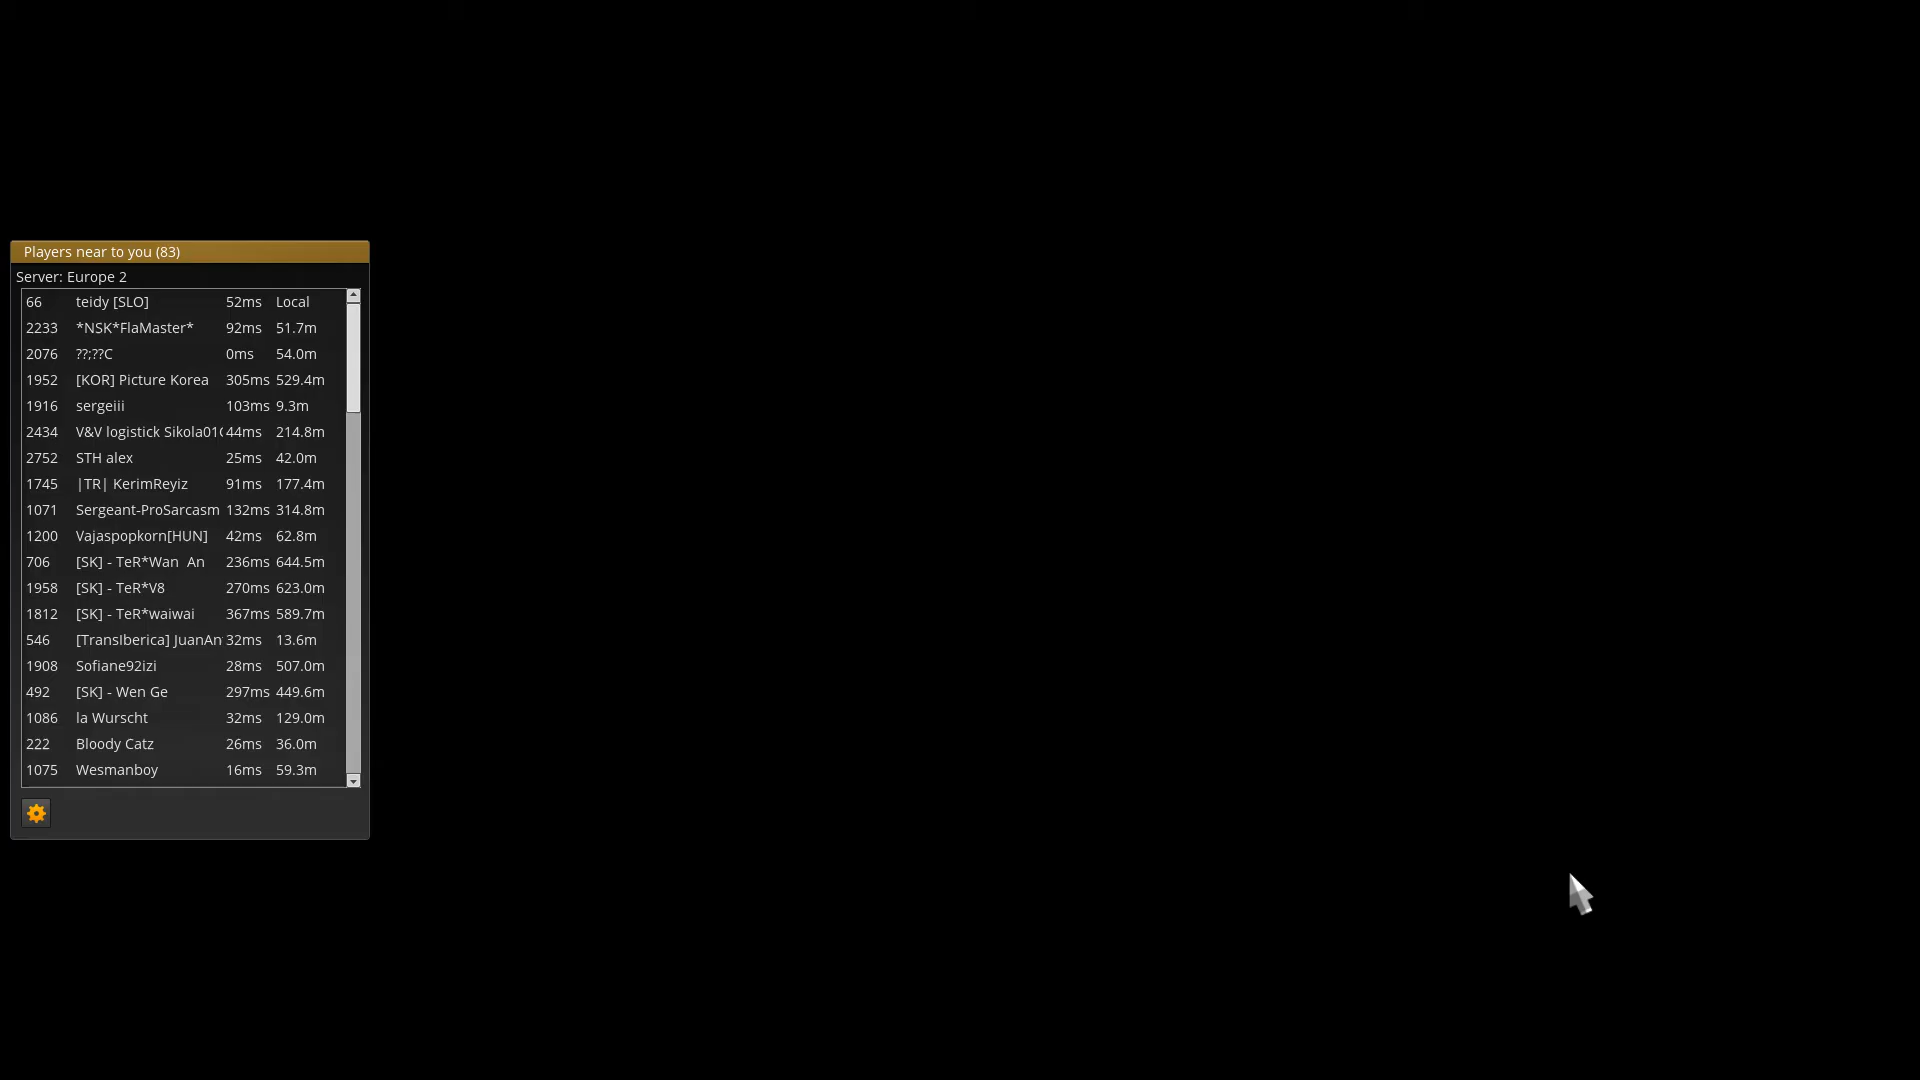 Players near to you (83)
Server: Europe 2
66 teidy [SLO] 52ms Local
2233 *NSK*FlaMaster* 92ms 51.7m
2076 ??;??C 0ms 54.0m
1952 [KOR] Picture Korea 305ms 529.4m
1916 sergeiii 103ms 9.3m
2434 V&V logistick Sikola01 44ms 214.8m
2752 STH alex 25ms 42.0m
1745 |TR| KerimReyiz 91ms 177.4m
1071 Sergeant-ProSarcasm 132ms 314.8m
1200 Vajaspopkorn[HUN] 42ms 62.8m
706 [SK] - TeR*Wan  An 236ms 644.5m
1958 [SK] - TeR*V8 270ms 623.0m
1812 [SK] - TeR*waiwai 367ms 589.7m
546 [TransIberica] JuanAn 32ms 13.6m
1908 Sofiane92izi 28ms 507.0m
492 [SK] - Wen Ge 297ms 449.6m
1086 la Wurscht 32ms 129.0m
222 Bloody Catz 26ms 36.0m
1075 Wesmanboy 16ms 59.3m